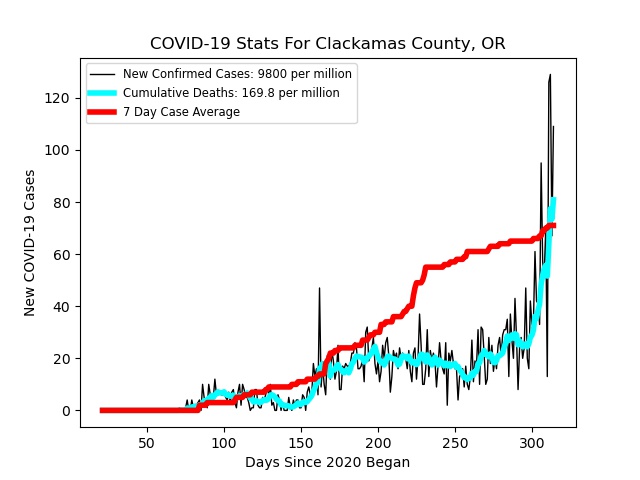 COVID-19 Stats For Clackamas County, OR
New Confirmed Cases: 9800 per million
Cumulative Deaths: 169.8 per million
7 Day Case Average
120
100
80
60
40
20
0
New COVID-19 Cases
50 100 150 200 250 300
Days Since 2020 Began